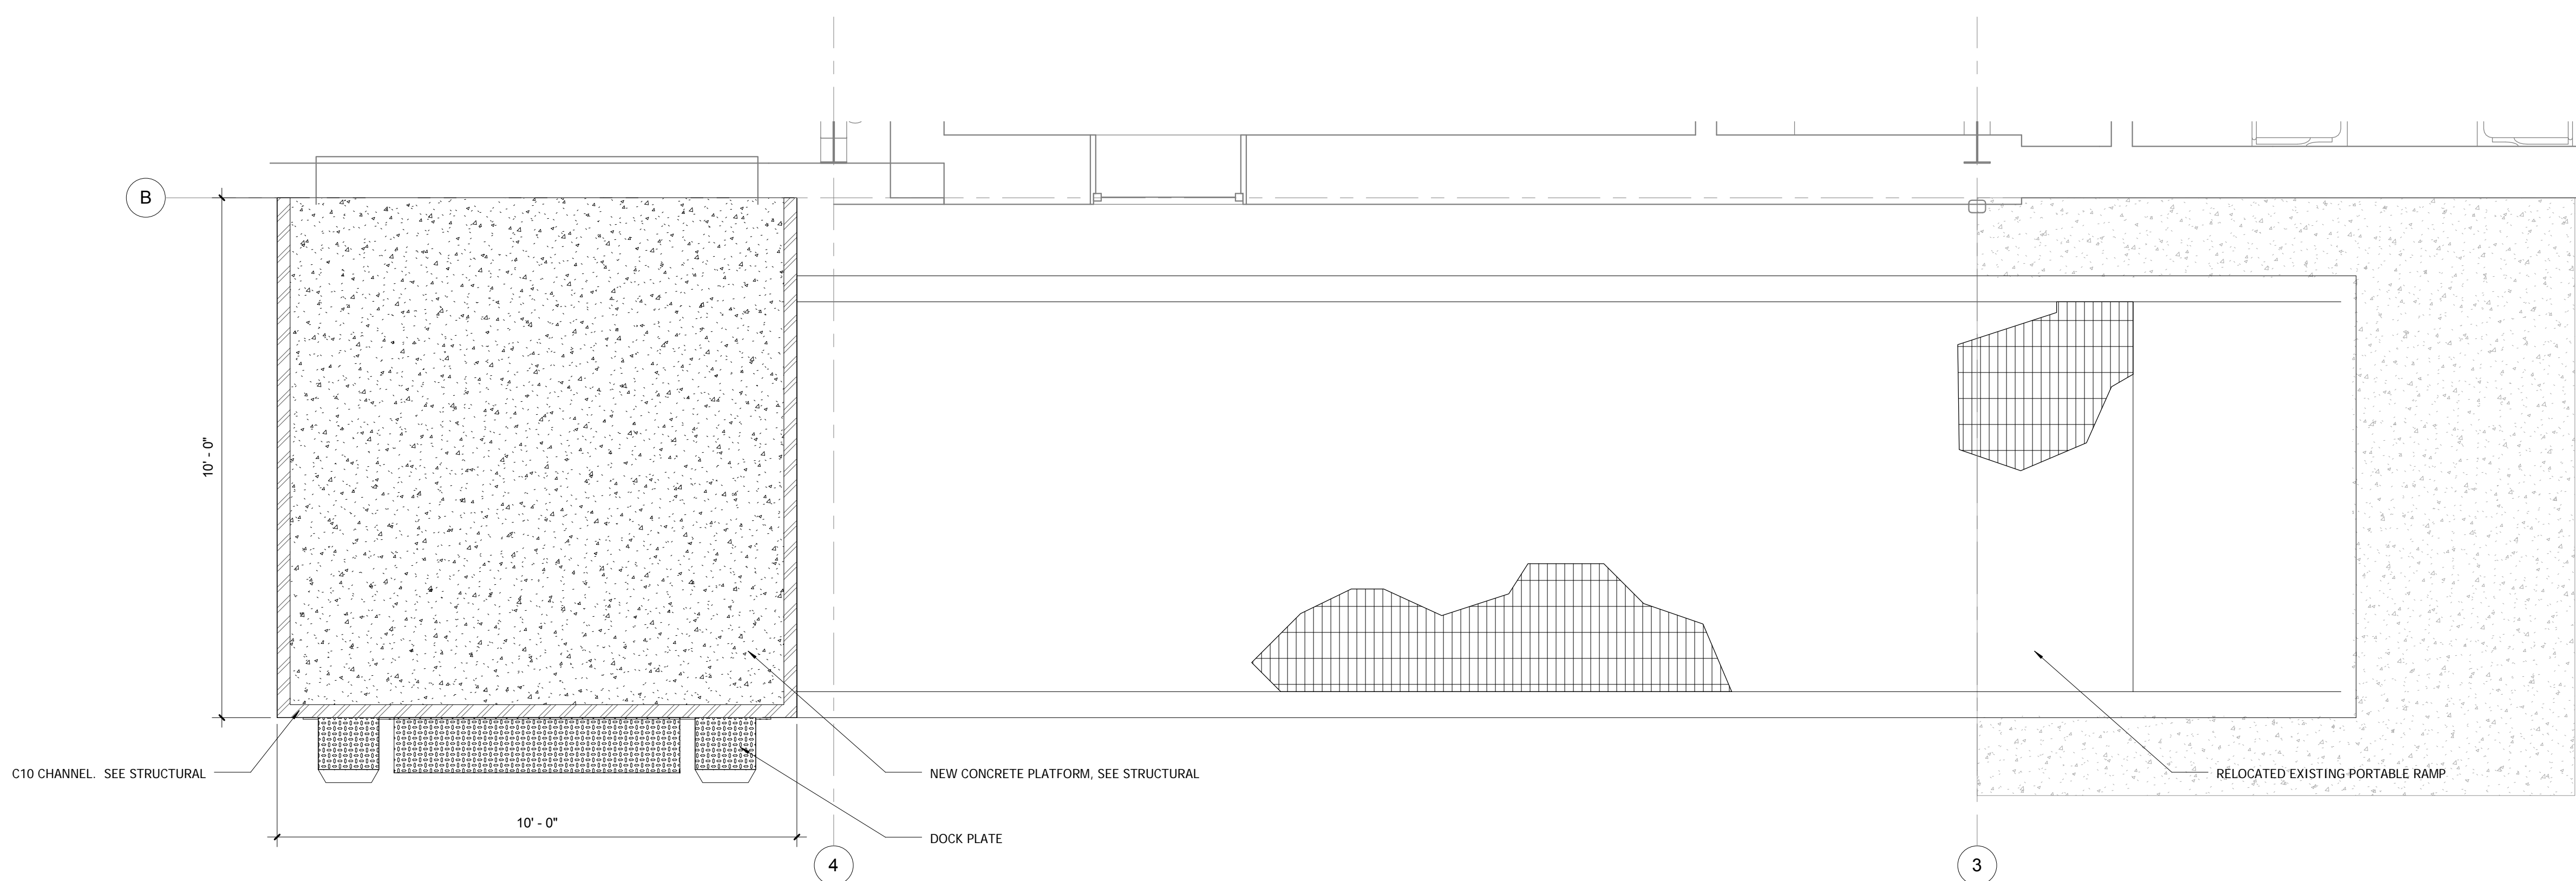 B
10' - 0"
C10 CHANNEL. SEE STRUCTURAL
NEW CONCRETE PLATFORM, SEE STRUCTURAL
RELOCATED EXISTING PORTABLE RAMP
10' - 0"
DOCK PLATE
4
3